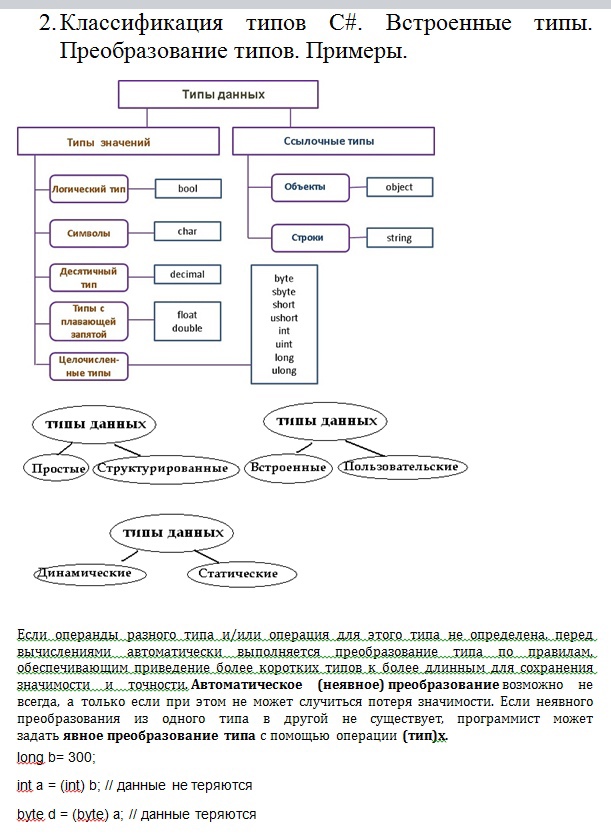 2. Классификация типов C#. Встроенные типы.
Преобразование типов. Примеры.
Типы данных
Типы значений
Ссылочные типы
Логический тип
bool
Объекты
object
Символы
char
Строки
string
Десятичный
тип
decimal
Типы с
плавающей
запятой
float
double
Целочислен-
ные типы
byte
sbyte
short
ushort
int
uint
long
ulong
типы данных
Простые
Структурированные
типы данных
Встроенные
Пользовательские
типы данных
Динамические
Статические
Если операнды разного типа и/или операция для этого типа не определена, перед
вычислениями автоматически выполняется преобразование типа по правилам,
обеспечивающим приведение более коротких типов к более длинным для сохранения
значимости и точности. Автоматическое (неявное) преобразование возможно не
всегда, а только если при этом не может случиться потеря значимости. Если неявного
преобразования из одного типа в другой не существует, программист может
задать явное преобразование типа с помощью операции (тип)x.
long b= 300;
int a = (int) b; // данные не теряются
byte d = (byte) a; // данные теряются